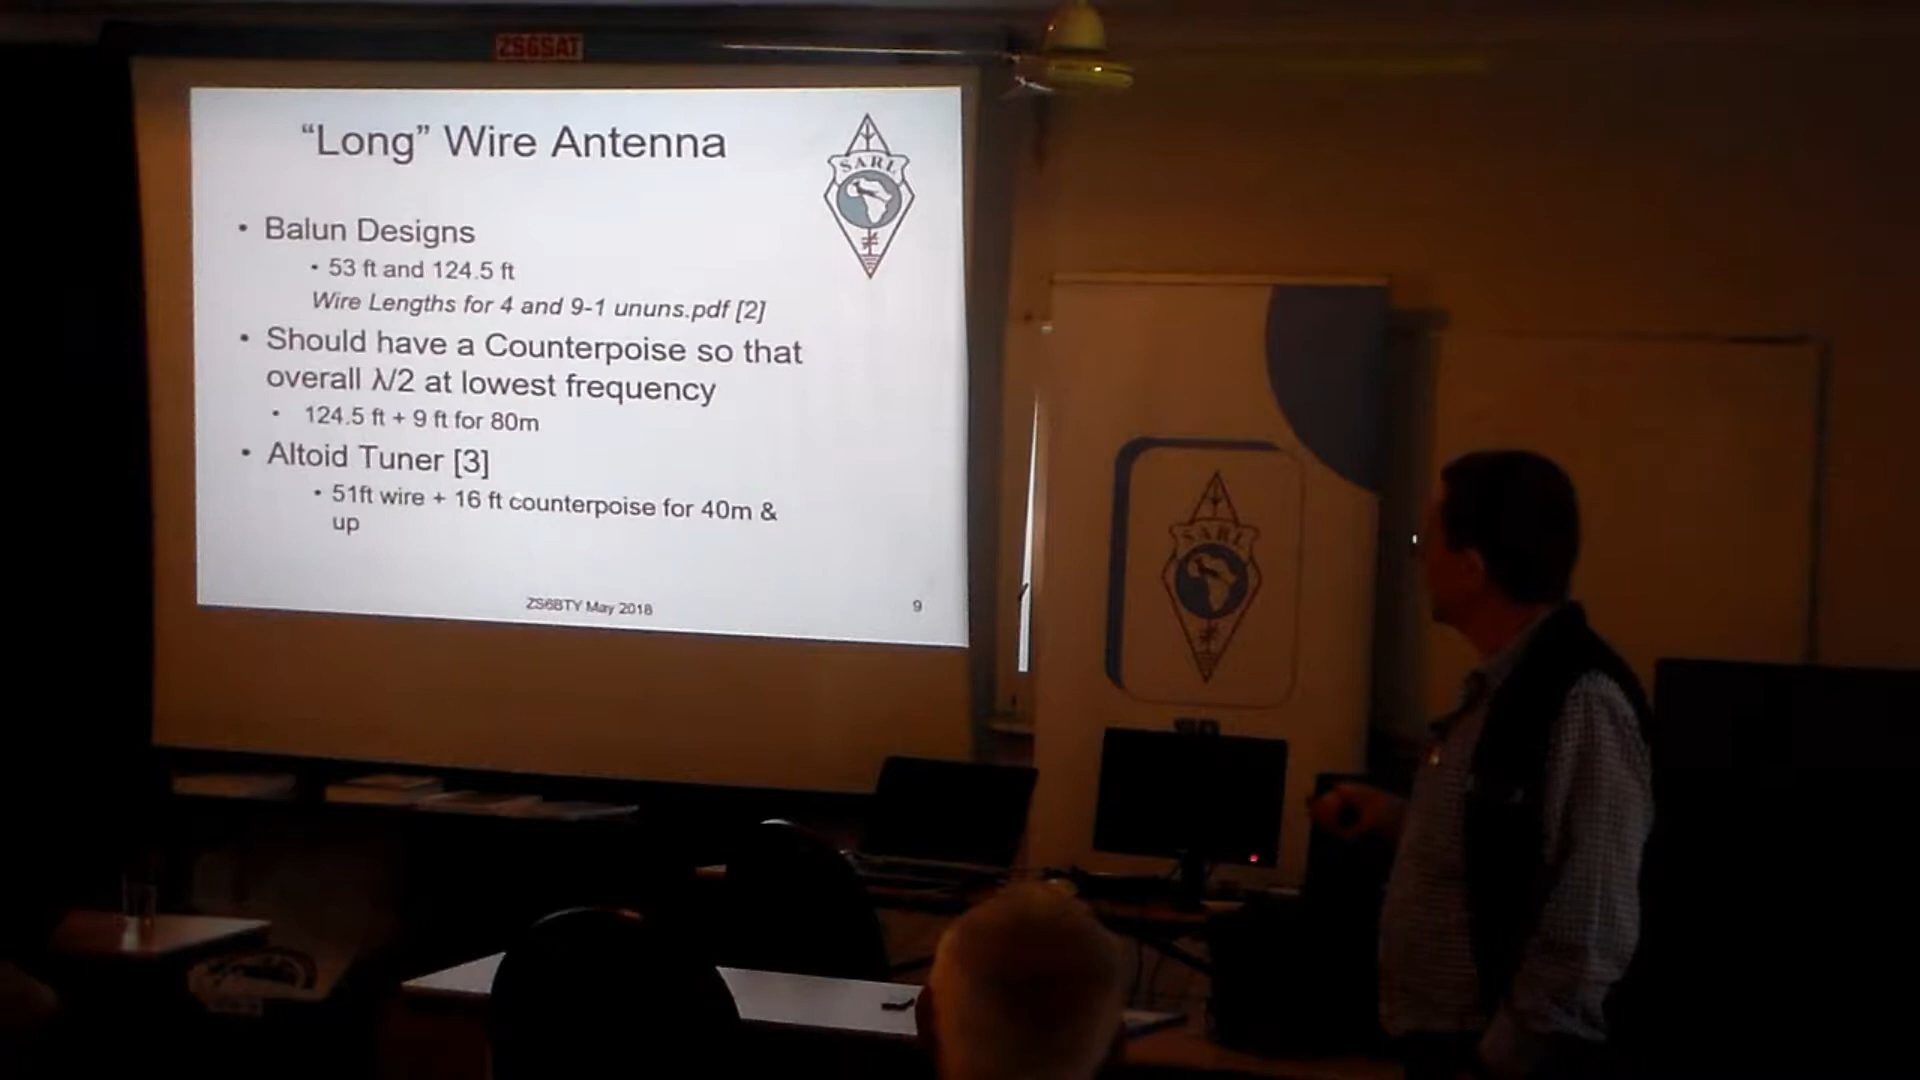 ZS6SAT
“Long” Wire Antenna
SARL
• Balun Designs
• 53 ft and 124.5 ft
Wire Lengths for 4 and 9-1 ununs.pdf [2]
• Should have a Counterpoise so that
overall λ/2 at lowest frequency
• 124.5 ft + 9 ft for 80m
• Altoid Tuner [3]
• 51ft wire + 16 ft counterpoise for 40m &
up
ZS6BTY May 2018
9
SARL